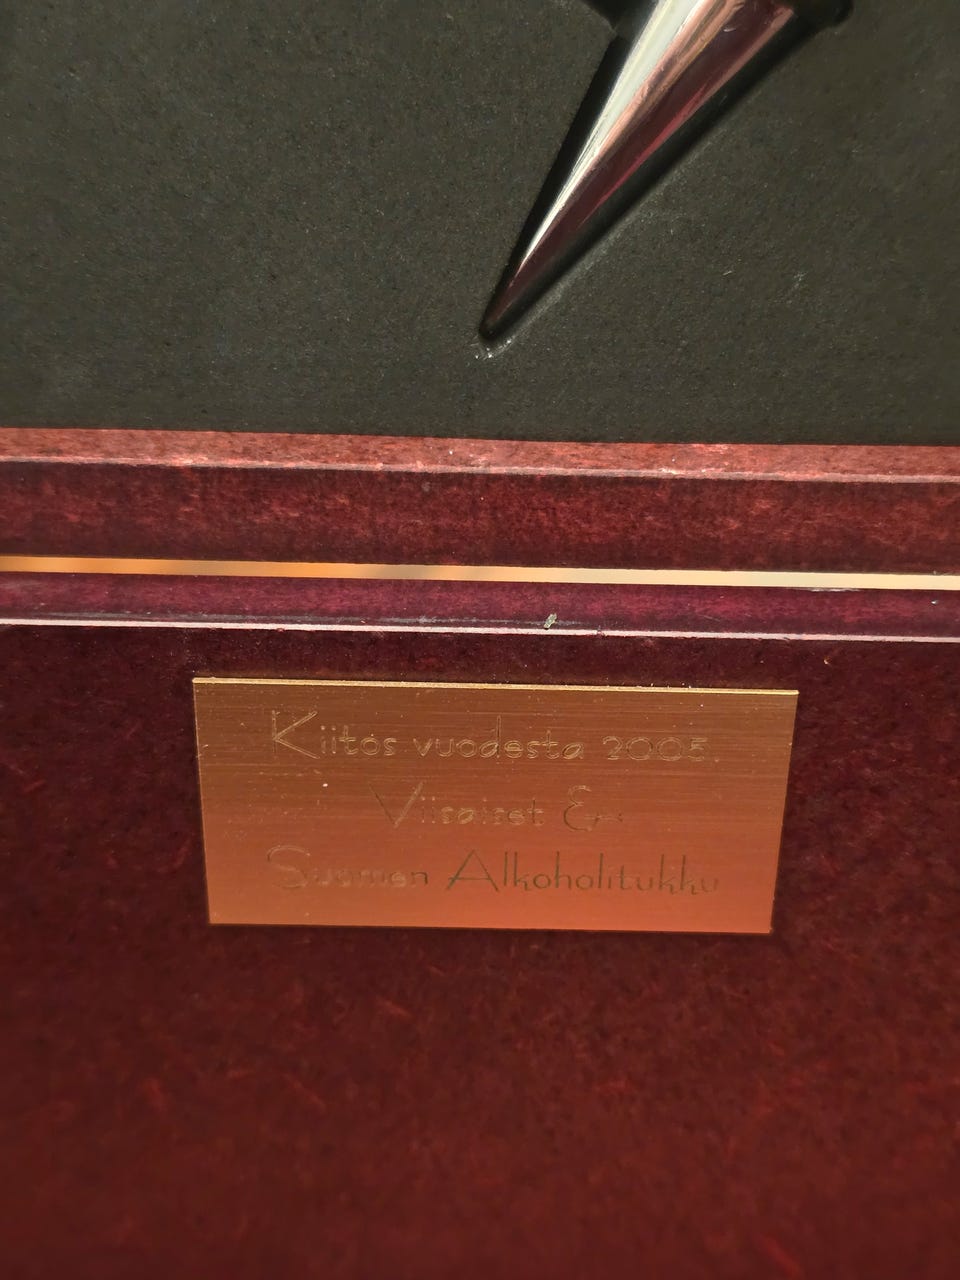 Kiitos vuodesta 2005.
Viisaiset &
Suomen Alkoholitukku